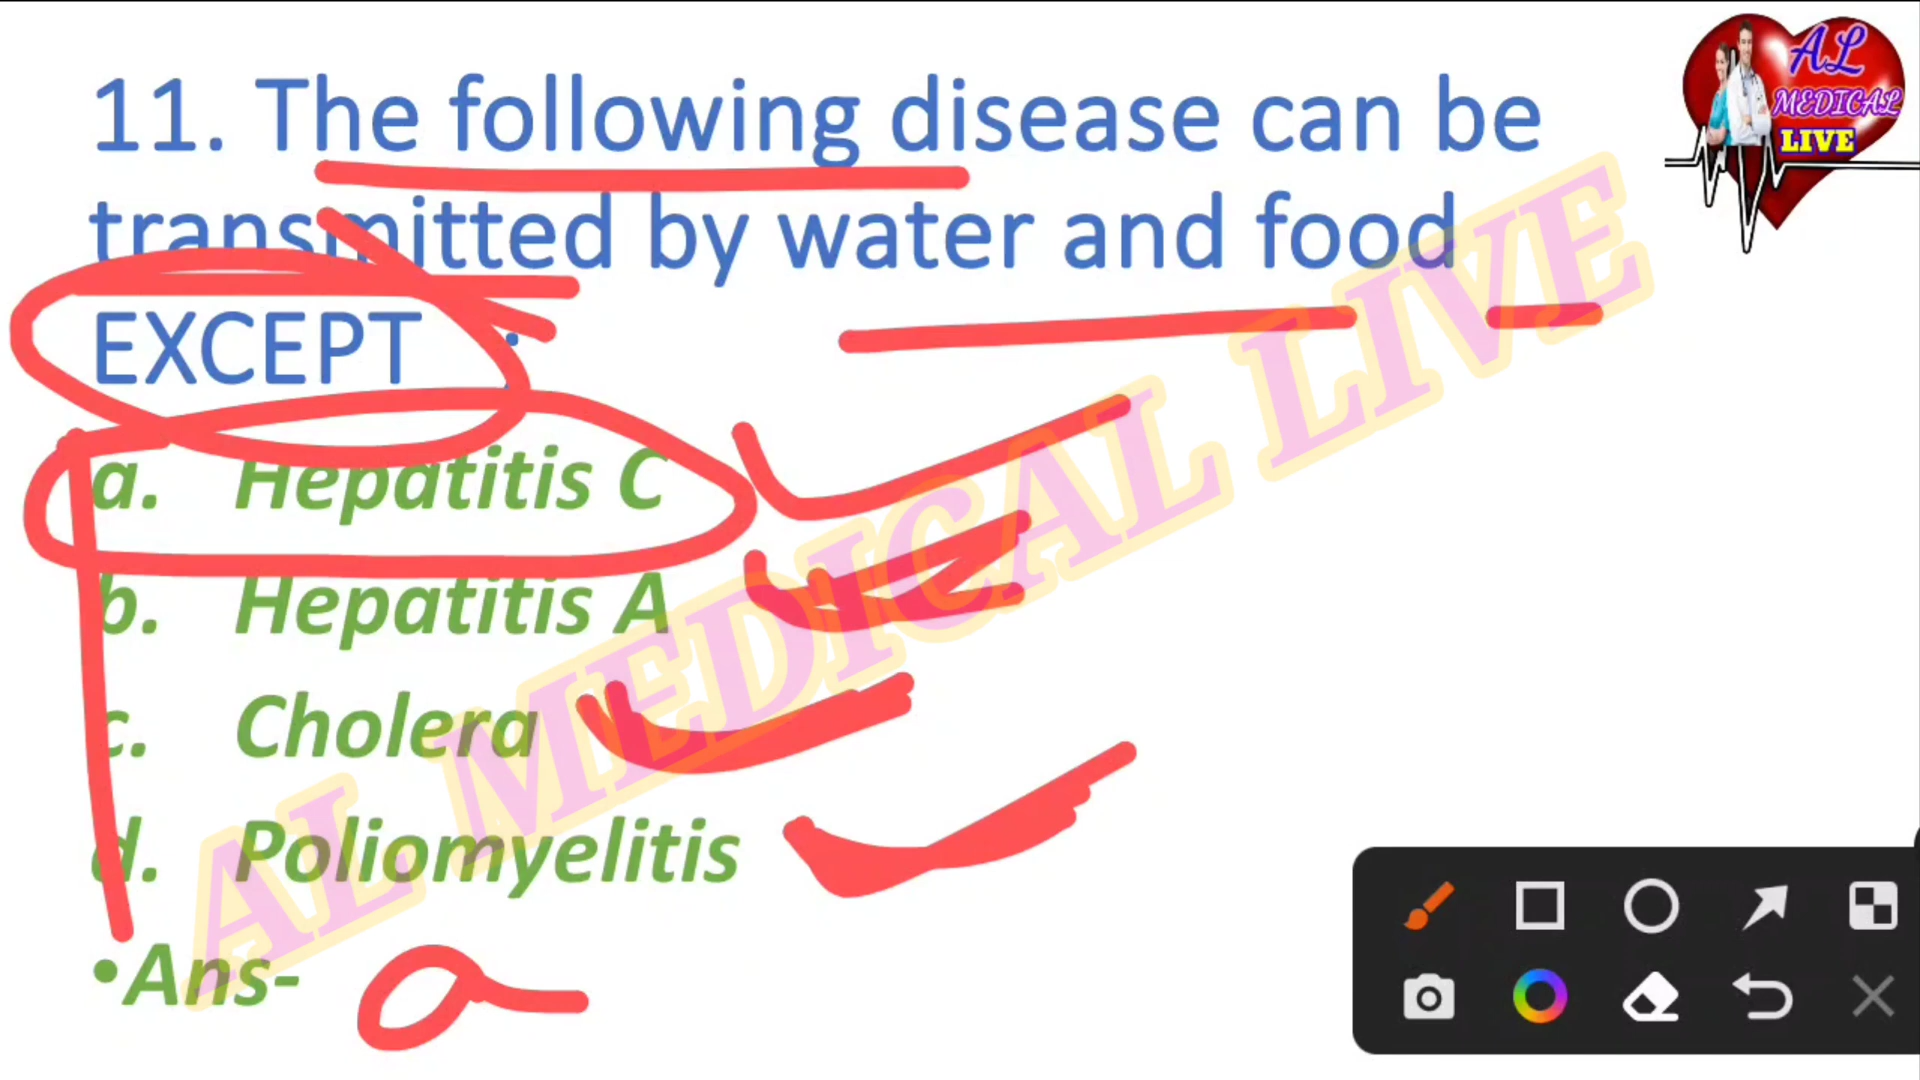 AL
MEDICAL
LIVE
11. The following disease can be
transmitted by water and food
EXCEPT :
a. Hepatitis C
b. Hepatitis A
c. Cholera
d. Poliomyelitis
•Ans- a
AL MEDICAL LIVE